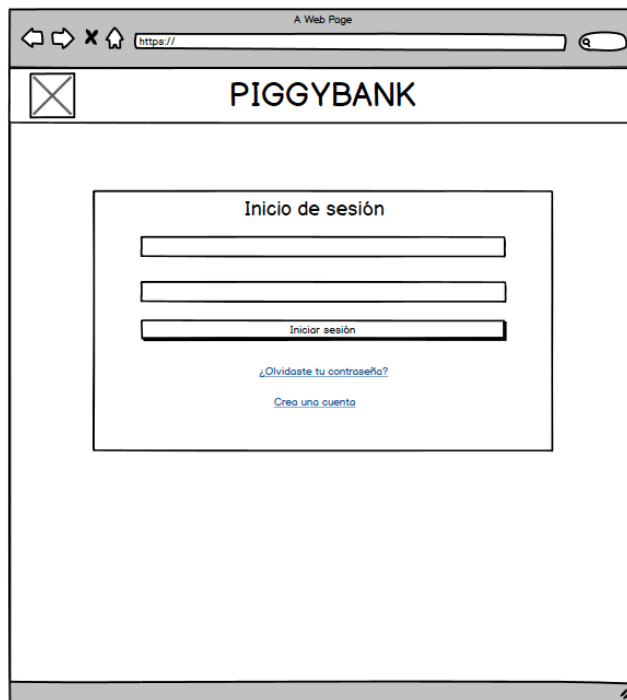 A Web Page
https://
PIGGYBANK
Inicio de sesión
Iniciar sesión
¿Olvidaste tu contraseña?
Crea una cuenta